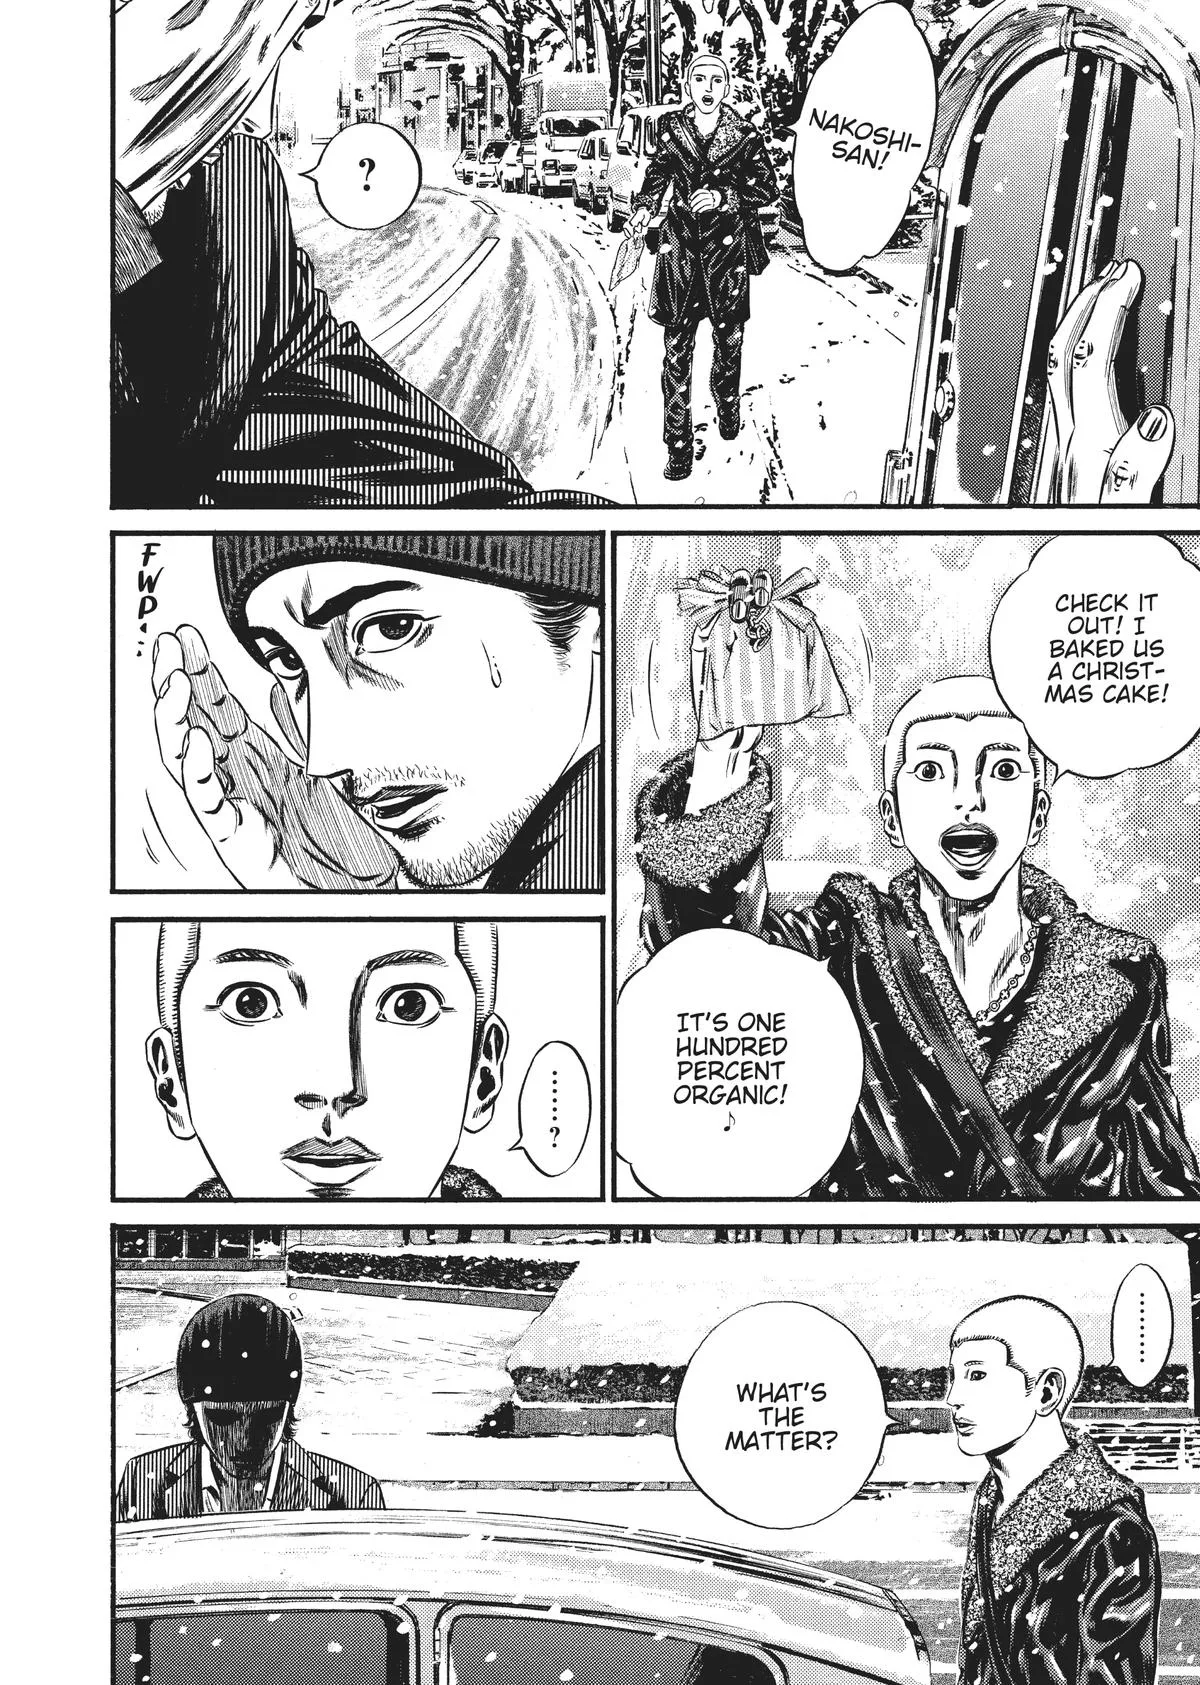 NAKOSHI-
SAN!
?
CHECK IT
OUT! I
BAKED US
A CHRIST-
MAS CAKE!
IT'S ONE
HUNDRED
PERCENT
ORGANIC!
♪
FWP
........?
........
WHAT'S
THE
MATTER?